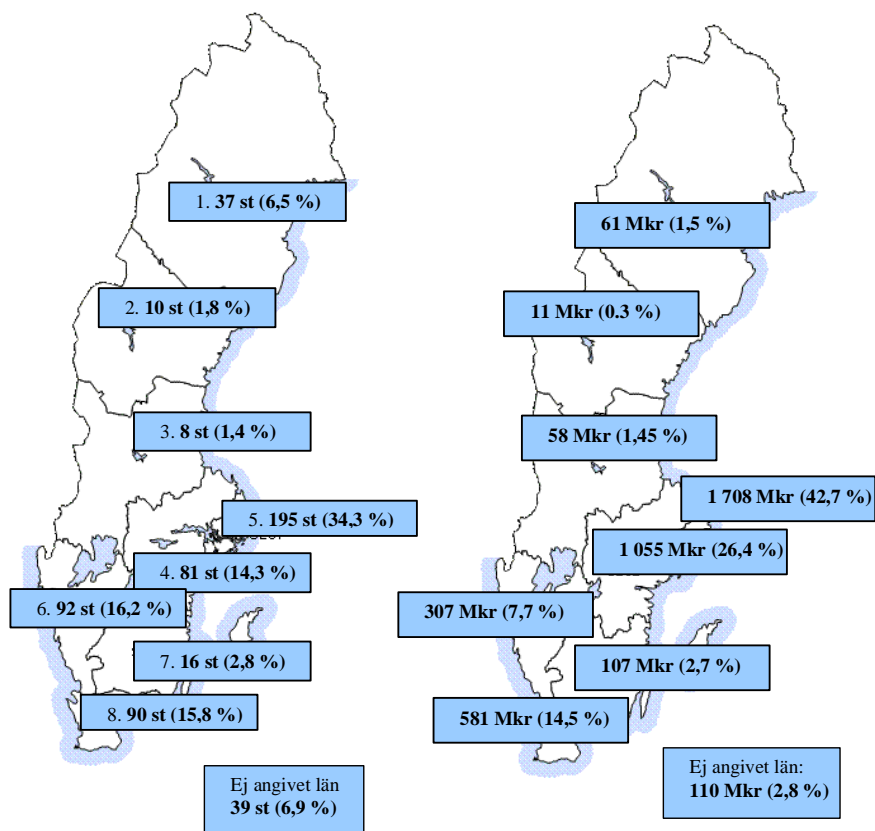 1. 37 st (6,5 %)
2. 10 st (1,8 %)
3. 8 st (1,4 %)
5. 195 st (34,3 %)
4. 81 st (14,3 %)
6. 92 st (16,2 %)
7. 16 st (2,8 %)
8. 90 st (15,8 %)
Ej angivet län
39 st (6,9 %)
61 Mkr (1,5 %)
11 Mkr (0.3 %)
58 Mkr (1,45 %)
1 708 Mkr (42,7 %)
1 055 Mkr (26,4 %)
307 Mkr (7,7 %)
107 Mkr (2,7 %)
581 Mkr (14,5 %)
Ej angivet län:
110 Mkr (2,8 %)